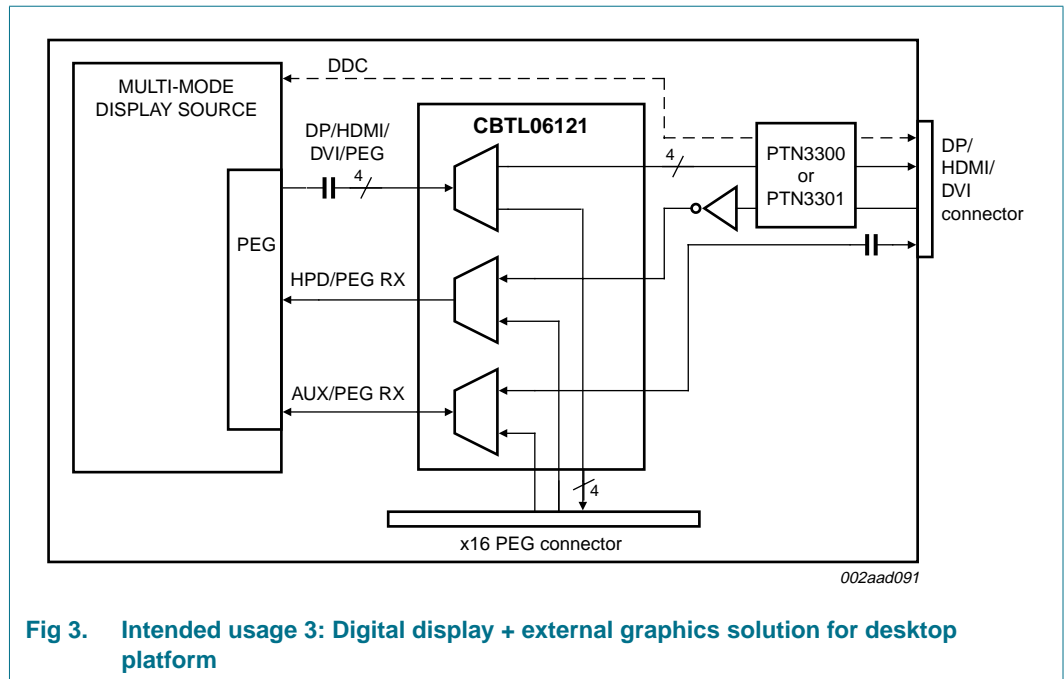 DDC
MULTI-MODE
DISPLAY SOURCE
DP/HDMI/
DVI/PEG
4
CBTL06121
4
PTN3300
or
PTN3301
DP/
HDMI/
DVI
connector
PEG
HPD/PEG RX
AUX/PEG RX
4
x16 PEG connector
002aad091
Fig 3. Intended usage 3: Digital display + external graphics solution for desktop
platform